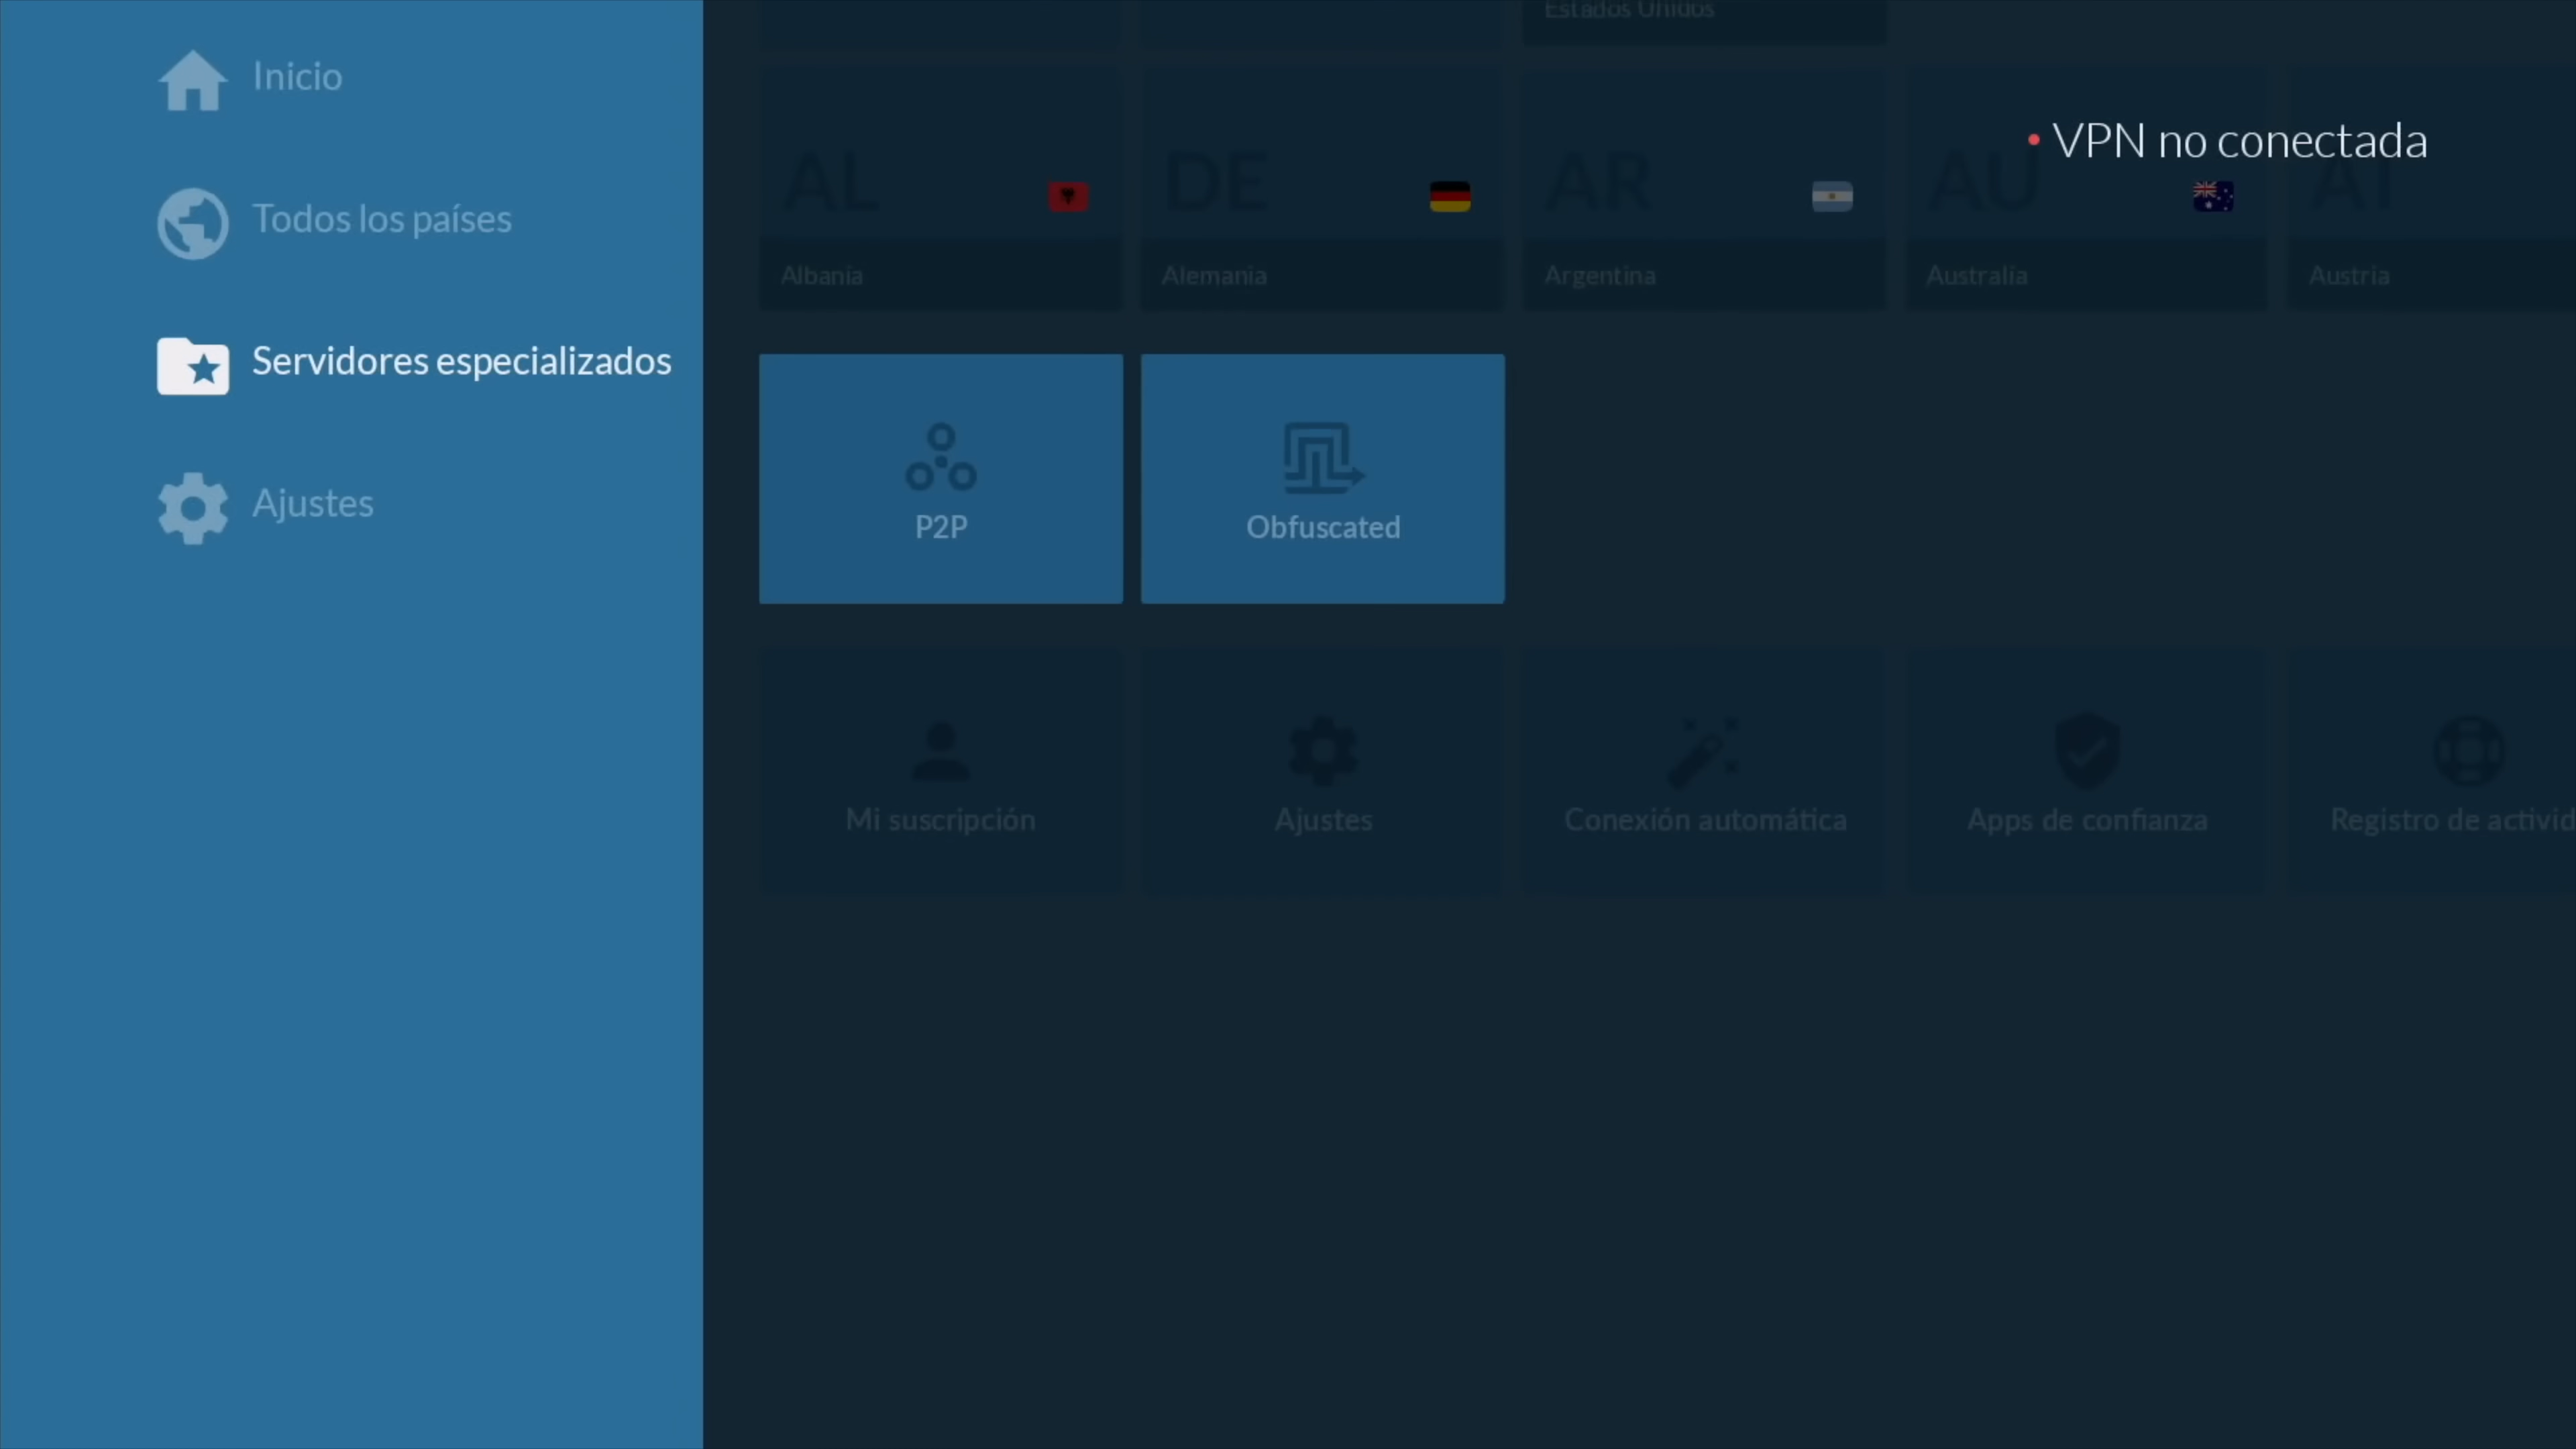 Inicio
Todos los países
Servidores especializados
Ajustes
Estados Unidos
VPN no conectada
AL
DE
AR
AU
AT
Albania
Alemania
Argentina
Australia
Austria
P2P
Obfuscated
Mi suscripción
Ajustes
Conexión automática
Apps de confianza
Registro de activid